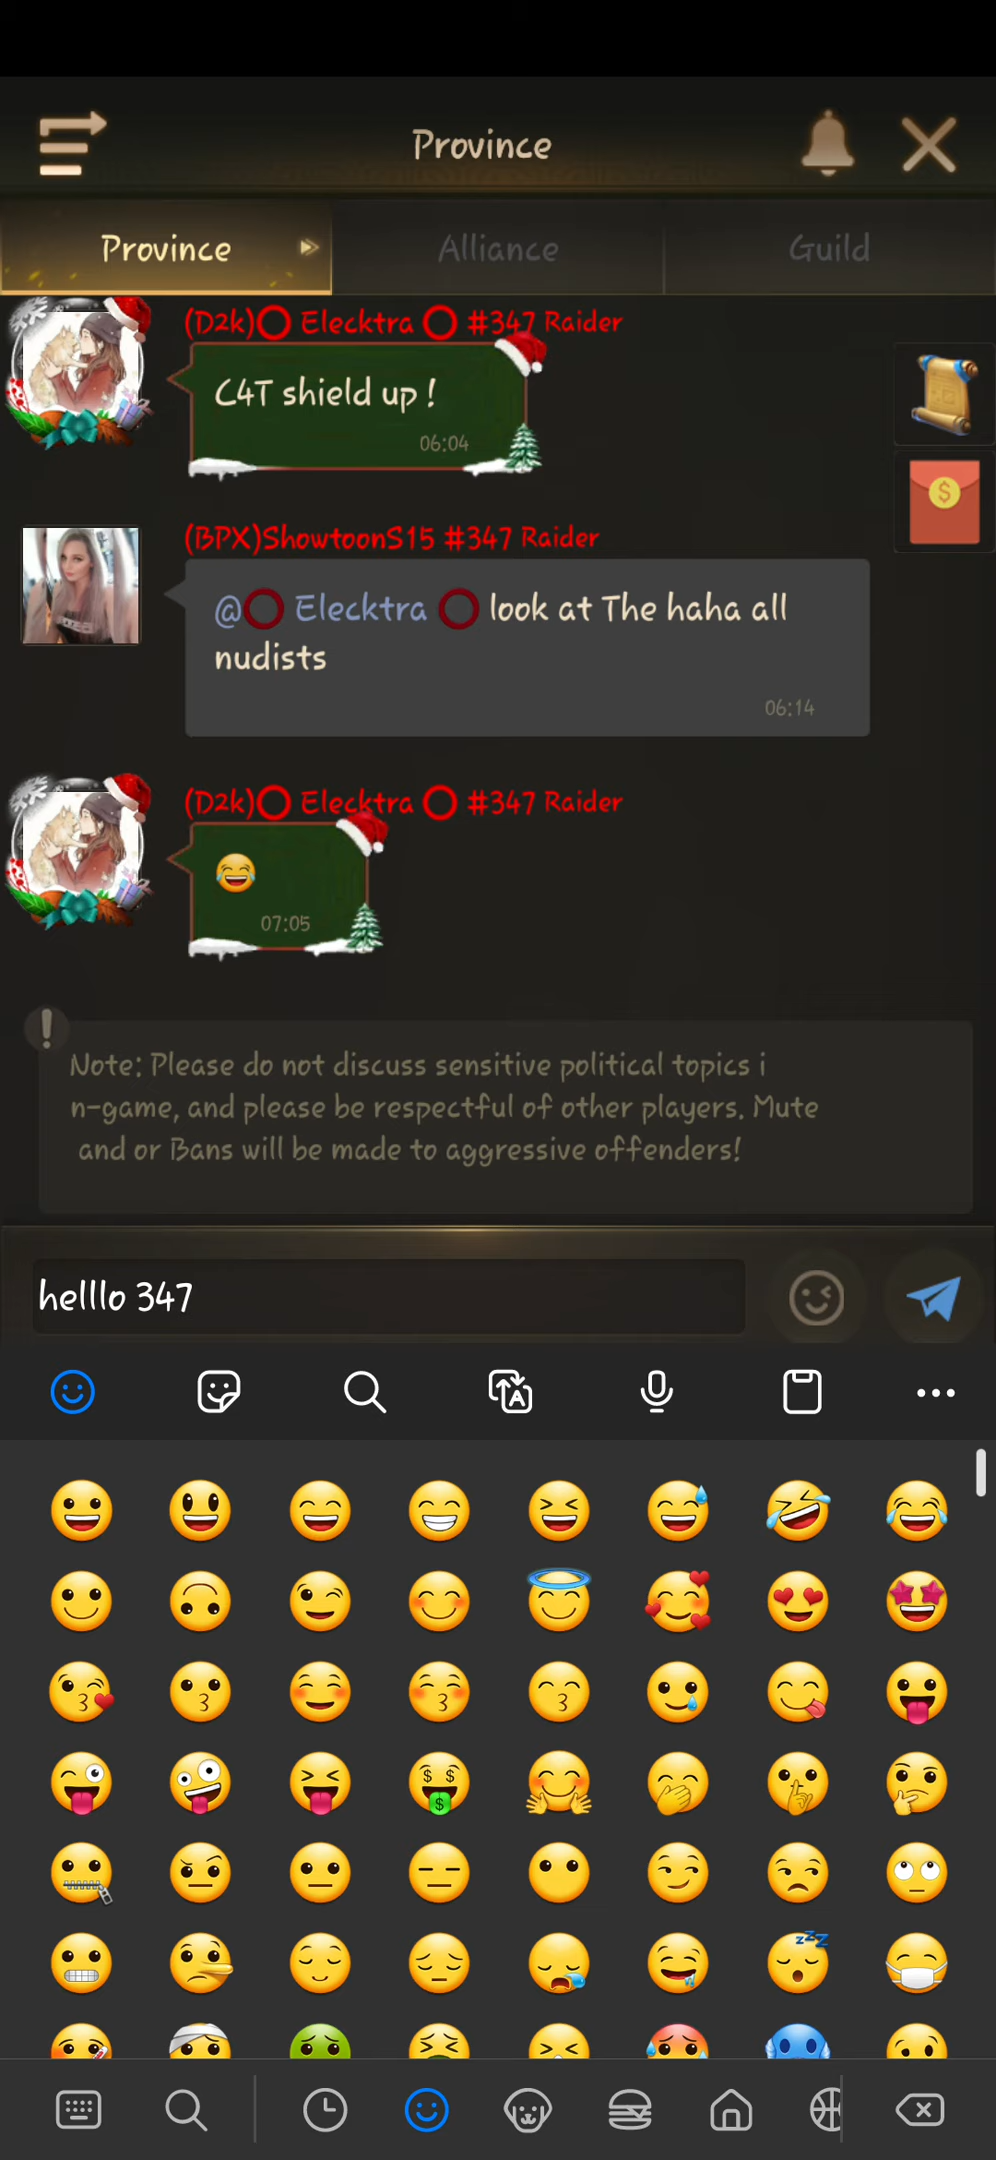 Province
Province
Alliance
Guild
(D2k)⭕ Elecktra ⭕ #347 Raider
C4T shield up !
06:04
(BPX)ShowtoonS15 #347 Raider
@⭕ Elecktra ⭕ look at The haha all
nudists
06:14
(D2k)⭕ Elecktra ⭕ #347 Raider
😂
07:05
Note: Please do not discuss sensitive political topics i
n-game, and please be respectful of other players. Mute
and or Bans will be made to aggressive offenders!
helllo 347